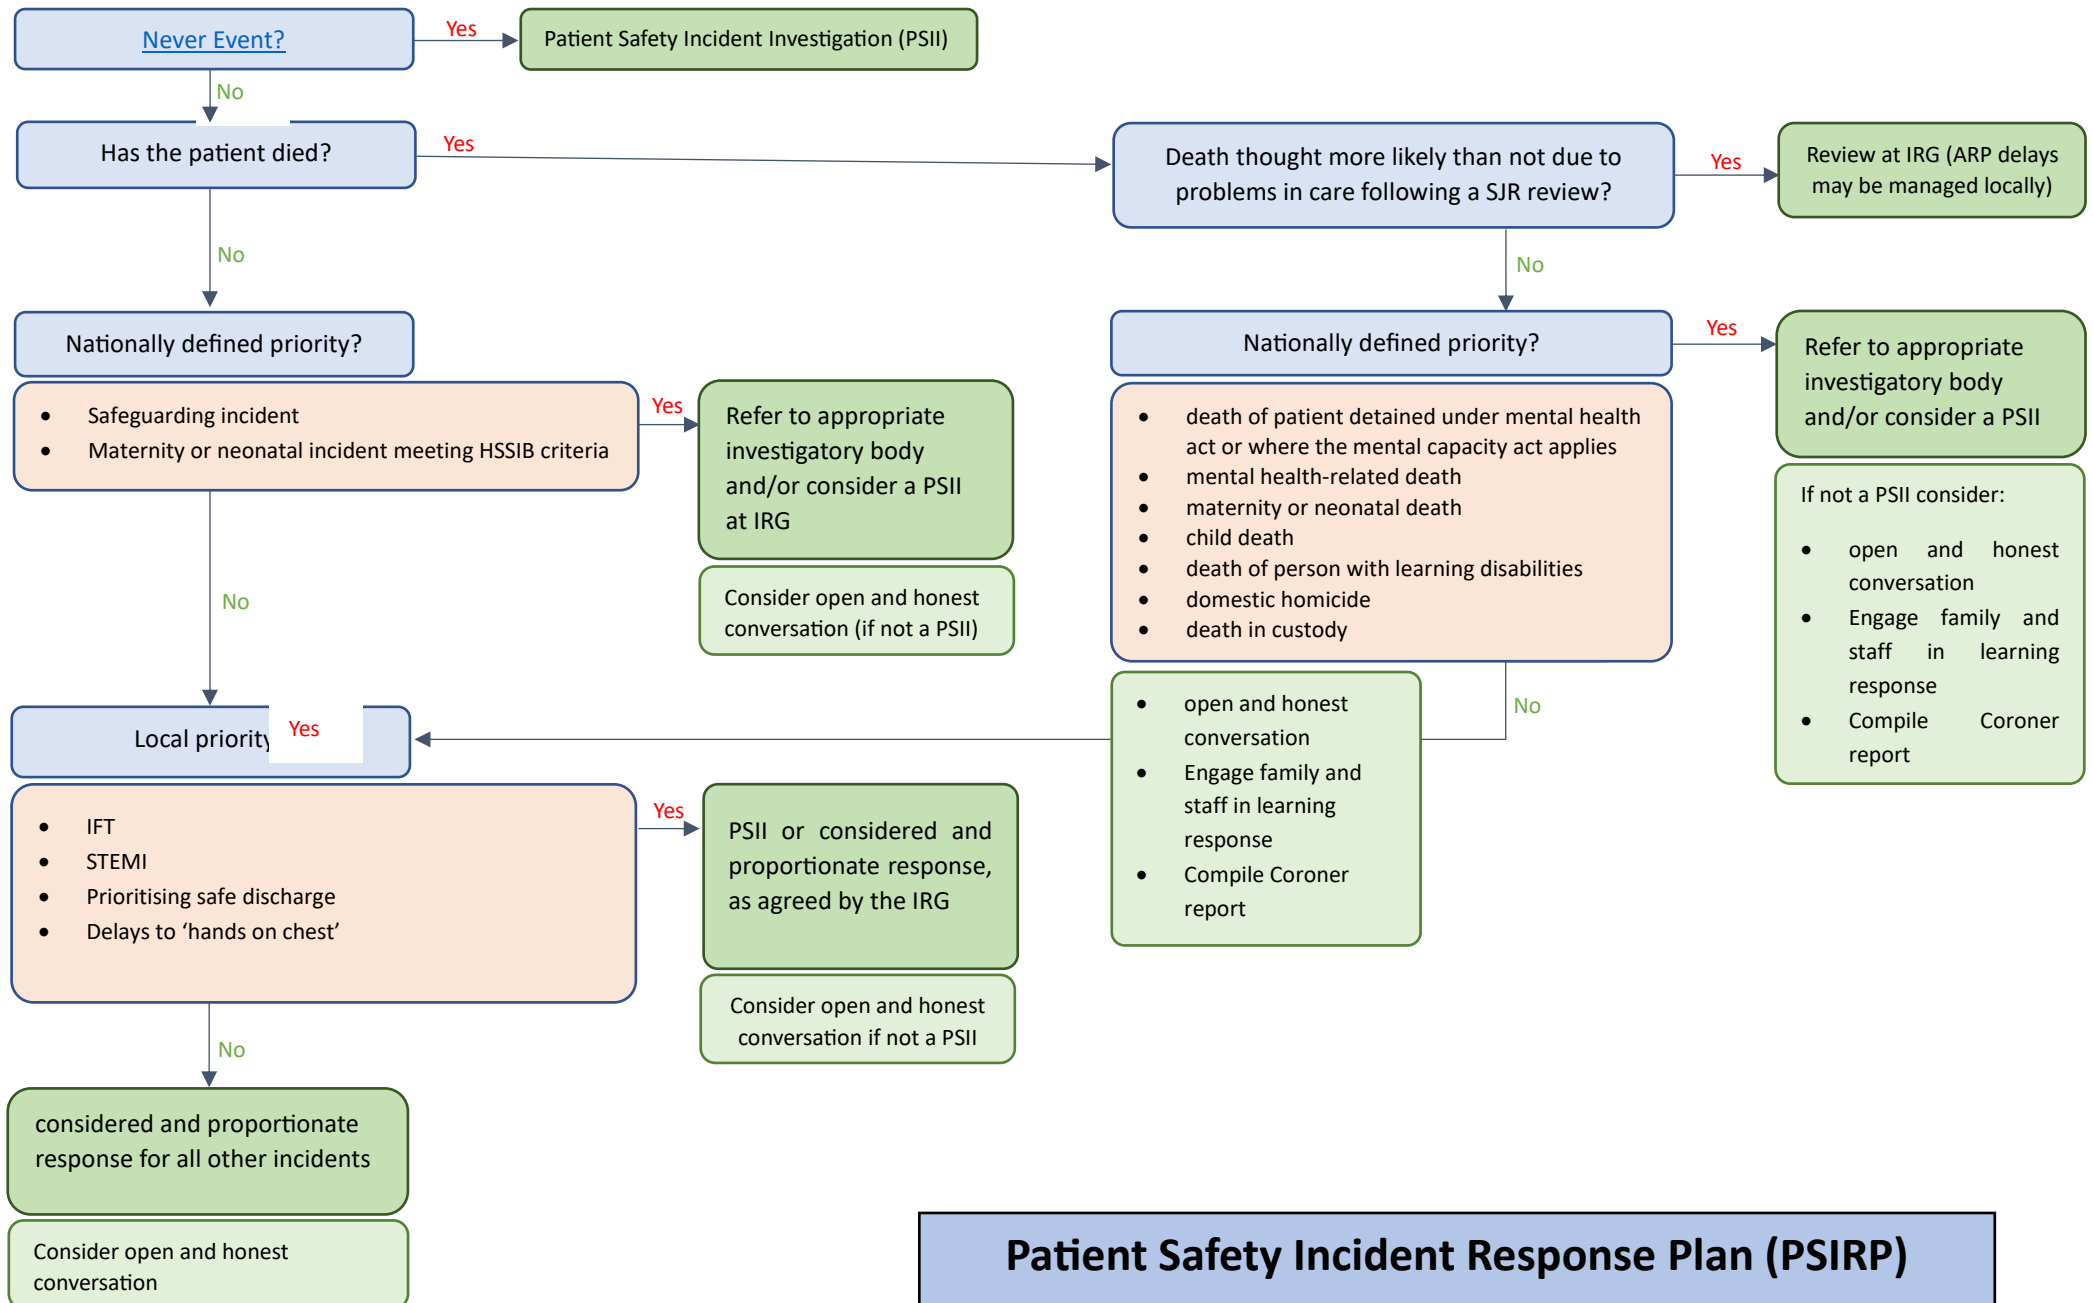 Never Event?
Yes
Patient Safety Incident Investigation (PSII)
No
Has the patient died?
Yes
Death thought more likely than not due to
problems in care following a SJR review?
Yes
Review at IRG (ARP delays
may be managed locally)
No
No
Nationally defined priority?
Nationally defined priority?
Yes
Refer to appropriate
investigatory body
and/or consider a PSII
• Safeguarding incident
• Maternity or neonatal incident meeting HSSIB criteria
Yes
Refer to appropriate
investigatory body
and/or consider a PSII
at IRG
Consider open and honest
conversation (if not a PSII)
• death of patient detained under mental health
act or where the mental capacity act applies
• mental health-related death
• maternity or neonatal death
• child death
• death of person with learning disabilities
• domestic homicide
• death in custody
If not a PSII consider:
• open and honest
conversation
• Engage family and
staff in learning
response
• Compile Coroner
report
No
No
Local priority
Yes
• open and honest
conversation
• Engage family and
staff in learning
response
• Compile Coroner
report
• IFT
• STEMI
• Prioritising safe discharge
• Delays to ‘hands on chest’
Yes
PSII or considered and
proportionate response,
as agreed by the IRG
Consider open and honest
conversation if not a PSII
No
considered and proportionate
response for all other incidents
Consider open and honest
conversation
Patient Safety Incident Response Plan (PSIRP)